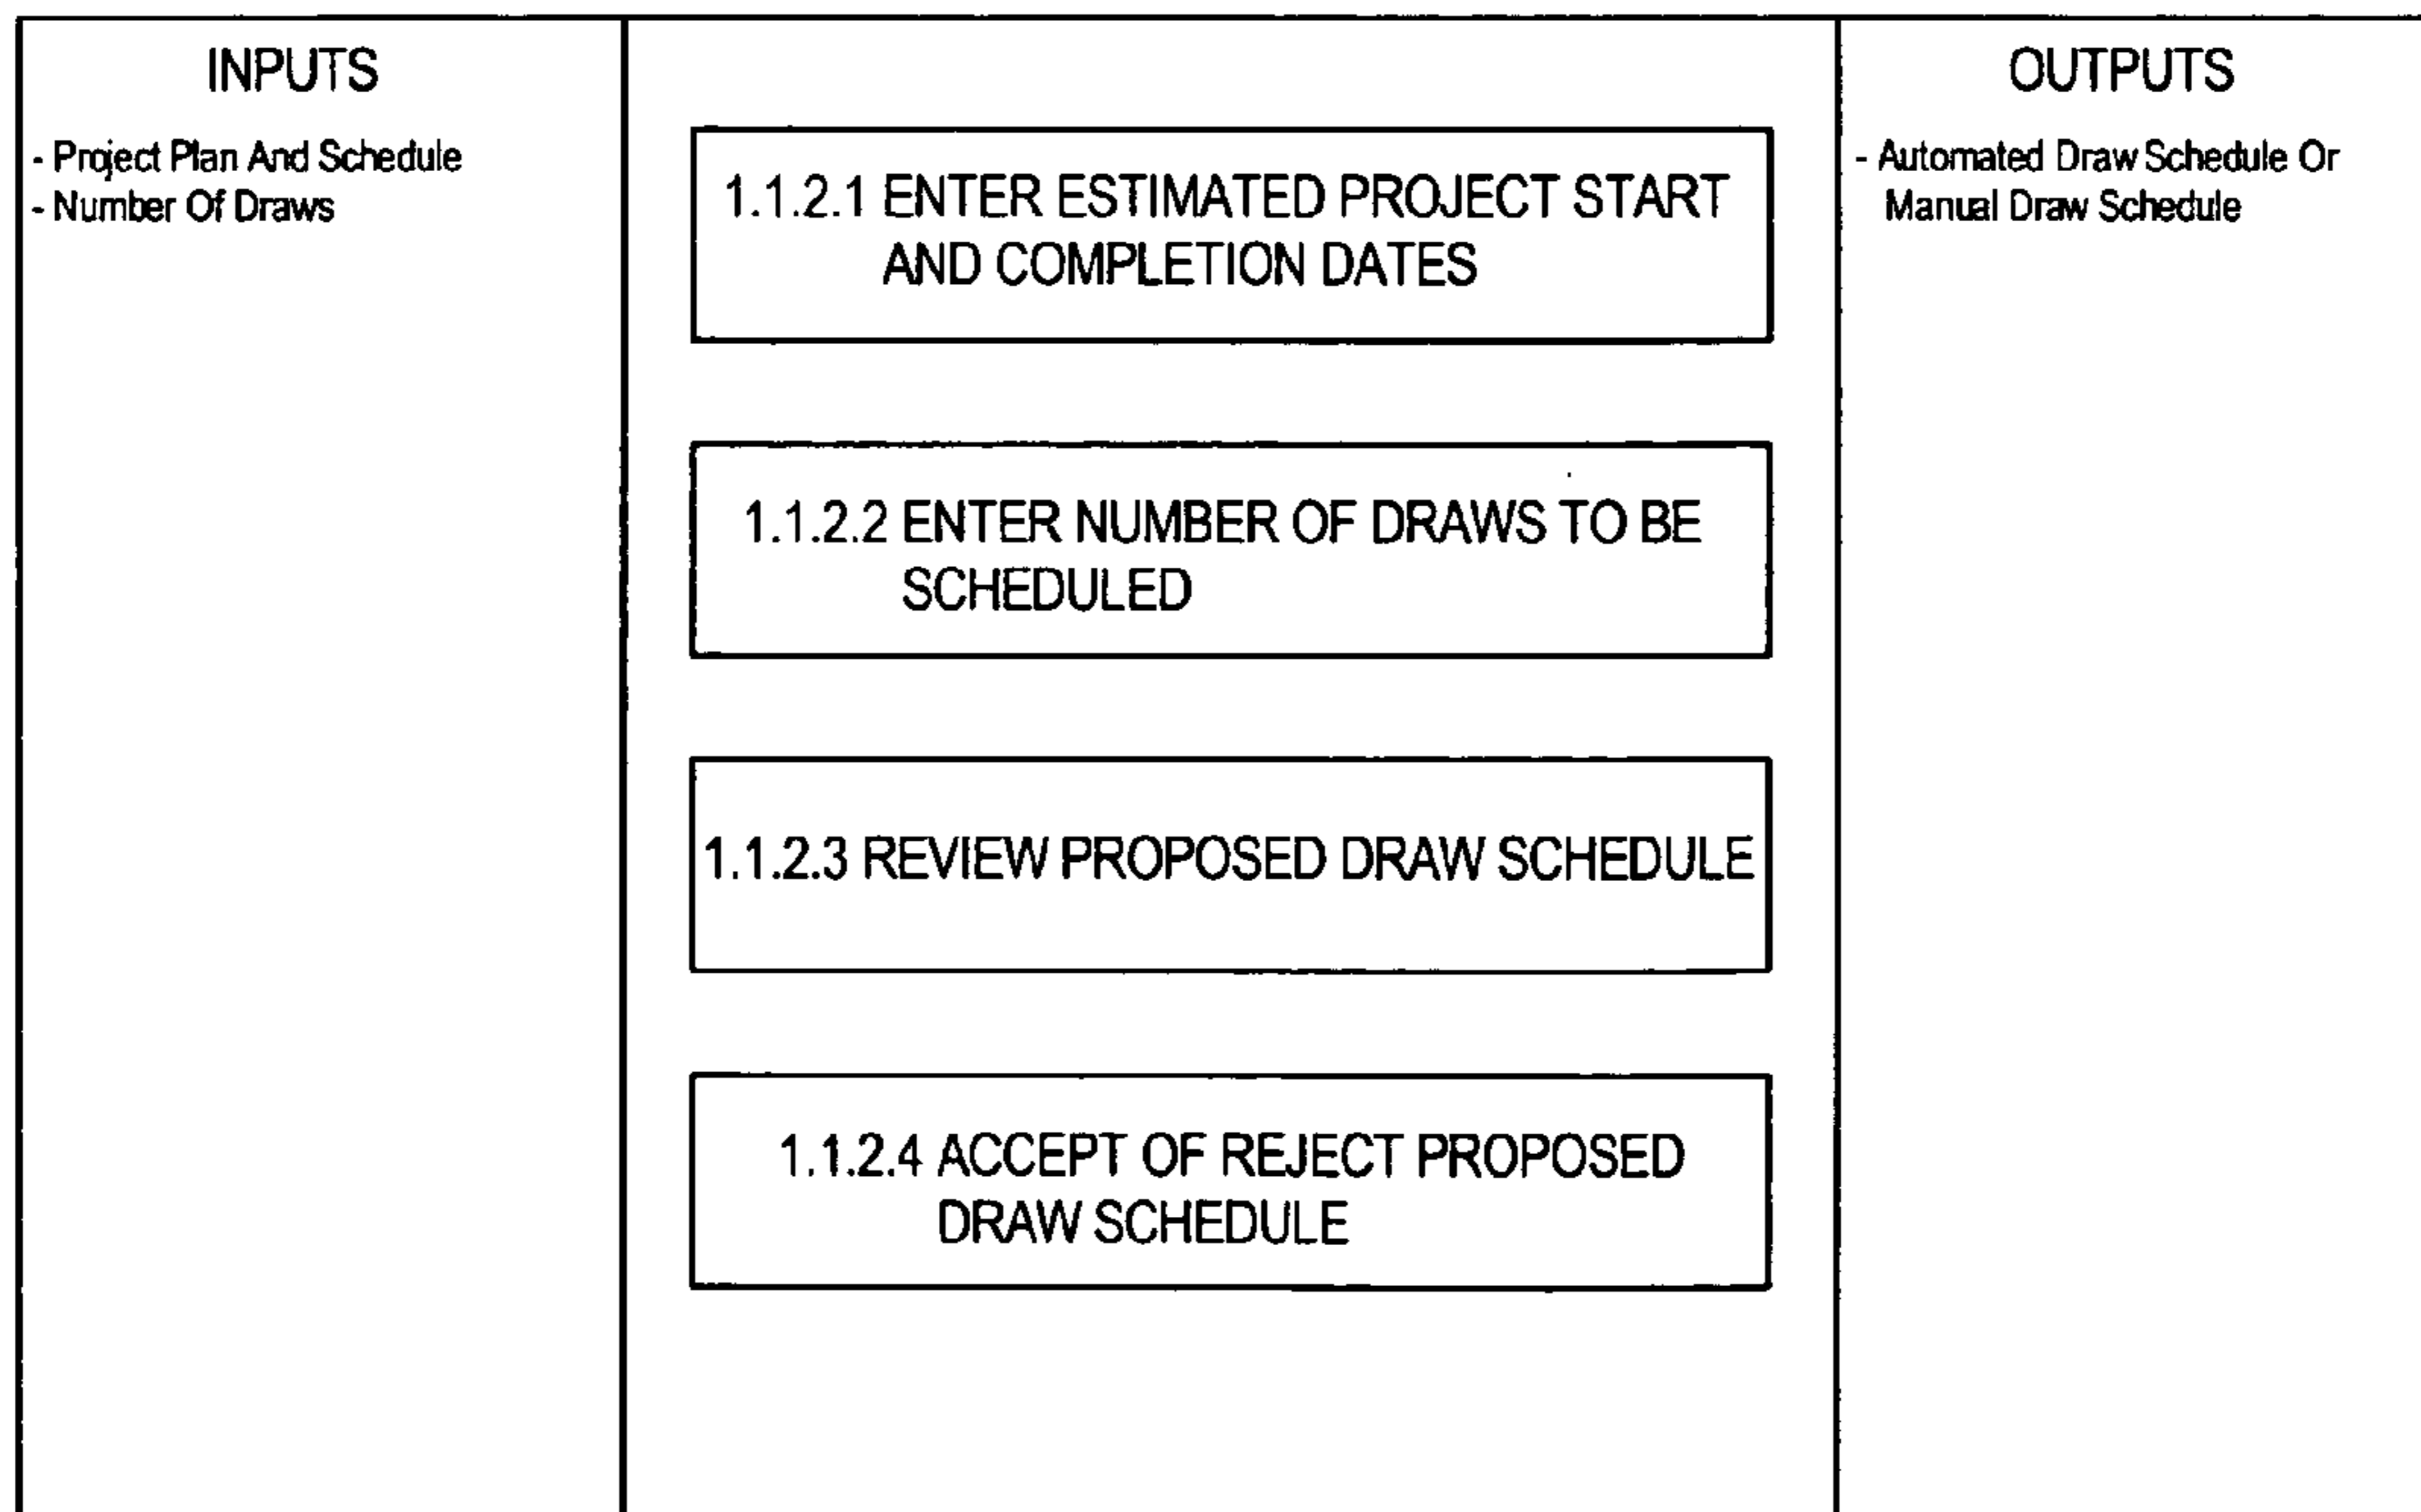 INPUTS
- Project Plan And Schedule
- Number Of Draws
1.1.2.1 ENTER ESTIMATED PROJECT START
AND COMPLETION DATES
1.1.2.2 ENTER NUMBER OF DRAWS TO BE
SCHEDULED
1.1.2.3 REVIEW PROPOSED DRAW SCHEDULE
1.1.2.4 ACCEPT OF REJECT PROPOSED
DRAW SCHEDULE
OUTPUTS
- Automated Draw Schedule Or
Manual Draw Schedule